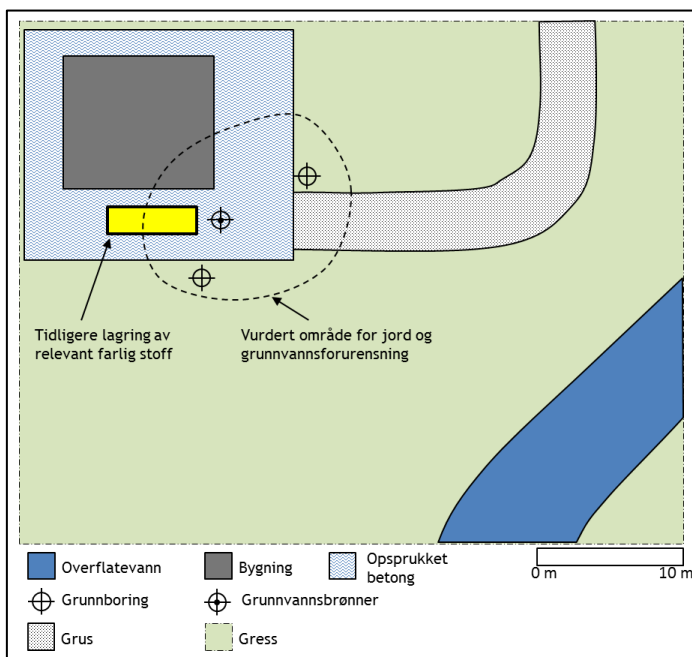 Tidligere lagring av
relevant farlig stoff
Vurdert område for jord og
grunnvannsforurensning
Overflatevann
Bygning
Opsprukket
betong
0 m
10 m
Grunnboring
Grunnvannsbrønner
Grus
Gress